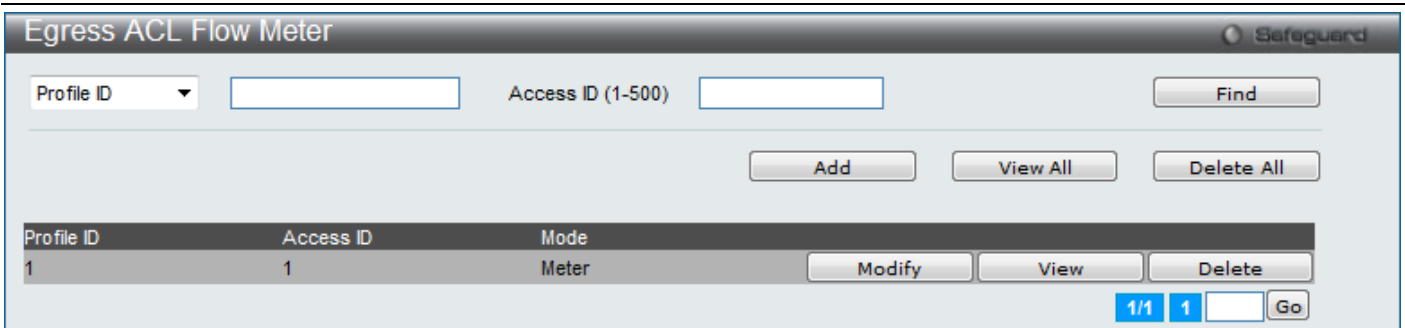 Egress ACL Flow Meter
Safeguard
Profile ID Access ID (1-500) Find
Add View All Delete All
Profile ID Access ID Mode
1 1 Meter Modify View Delete
1/1 1 Go